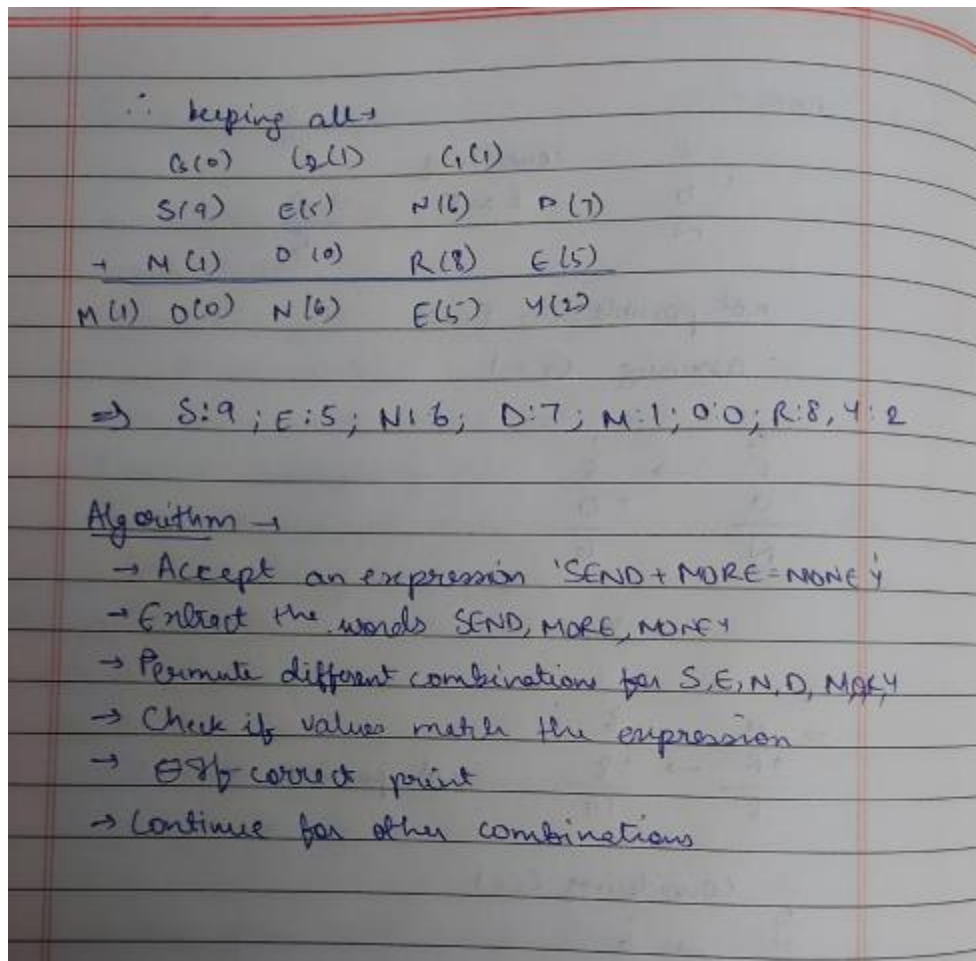 ∴ keeping all →
C3(0) C2(1) C1(1)
S(9) E(5) N(6) D(7)
+ M(1) O(0) R(8) E(5)
M(1) O(0) N(6) E(5) Y(2)
⇒ S:9; E:5; N:6; D:7; M:1; O:0; R:8, Y:2
Algorithm →
→ Accept an expression 'SEND + MORE = MONEY'
→ Extract the words SEND, MORE, MONEY
→ Permute different combinations for S,E,N,D, M,O,R,Y
→ Check if values match the expression
→ If correct print
→ Continue for other combinations